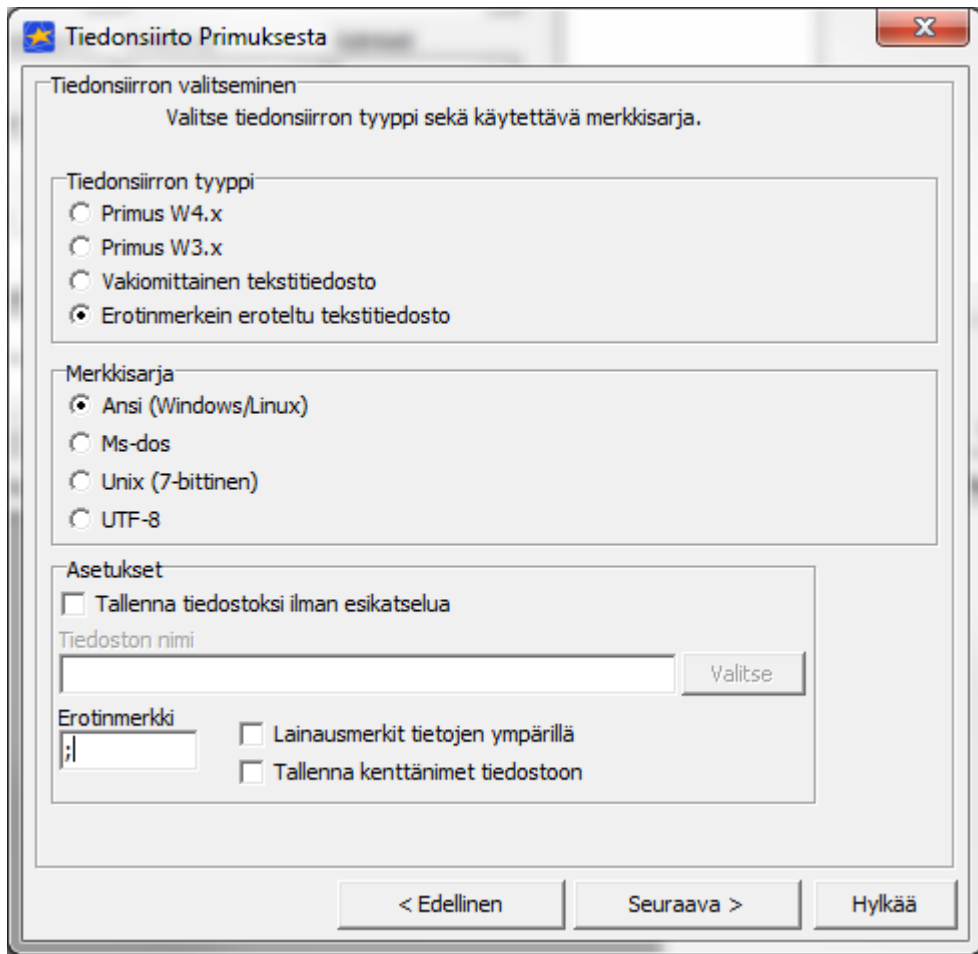 Tiedonsiirto Primuksesta
Tiedonsiirron valitseminen
Valitse tiedonsiirron tyyppi sekä käytettävä merkkisarja.
Tiedonsiirron tyyppi
Primus W4.x
Primus W3.x
Vakiomittainen tekstitiedosto
Erotinmerkein eroteltu tekstitiedosto
Merkkisarja
Ansi (Windows/Linux)
Ms-dos
Unix (7-bittinen)
UTF-8
Asetukset
Tallenna tiedostoksi ilman esikatselua
Tiedoston nimi
Valitse
Erotinmerkki
;
Lainausmerkit tietojen ympärillä
Tallenna kenttänimet tiedostoon
< Edellinen Seuraava > Hylkää